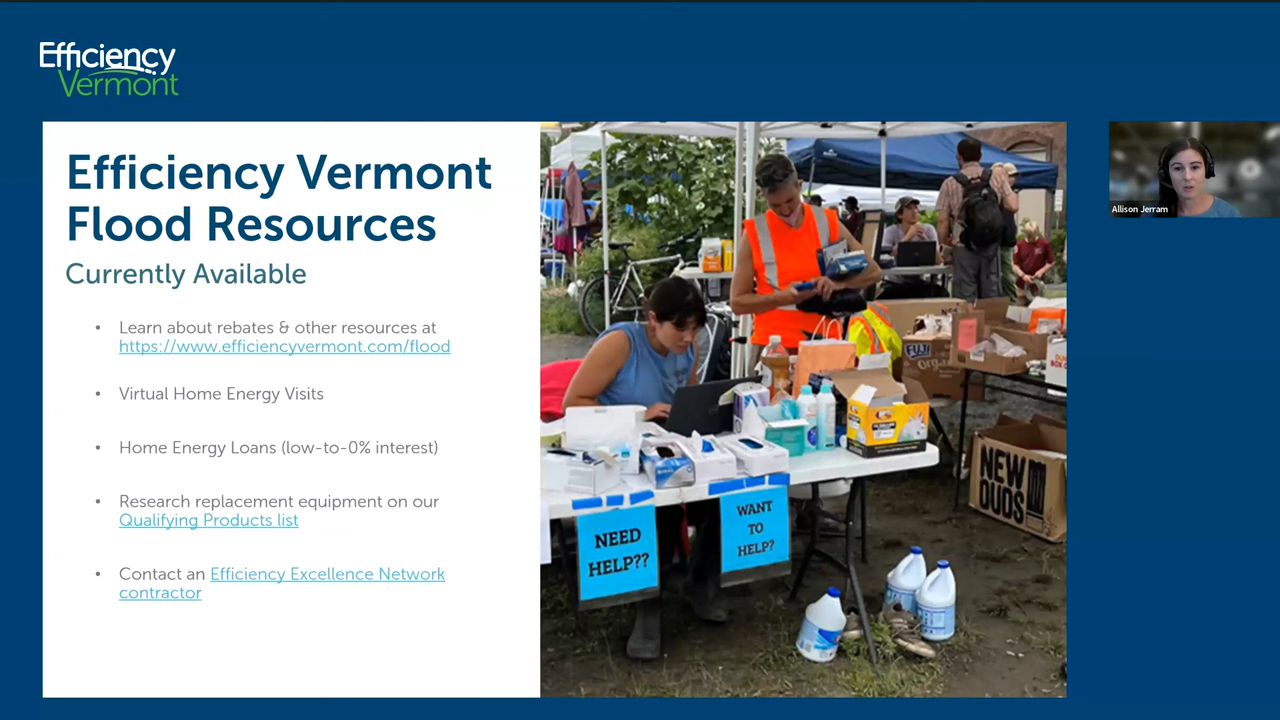 Efficiency
Vermont
Efficiency Vermont
Flood Resources
Currently Available
• Learn about rebates & other resources at
https://www.efficiencyvermont.com/flood
• Virtual Home Energy Visits
• Home Energy Loans (low-to-0% interest)
• Research replacement equipment on our
Qualifying Products list
• Contact an Efficiency Excellence Network
contractor
NEED
HELP??
WANT
TO
HELP?
FUJI
NEW
DUDS
Allison Jerram